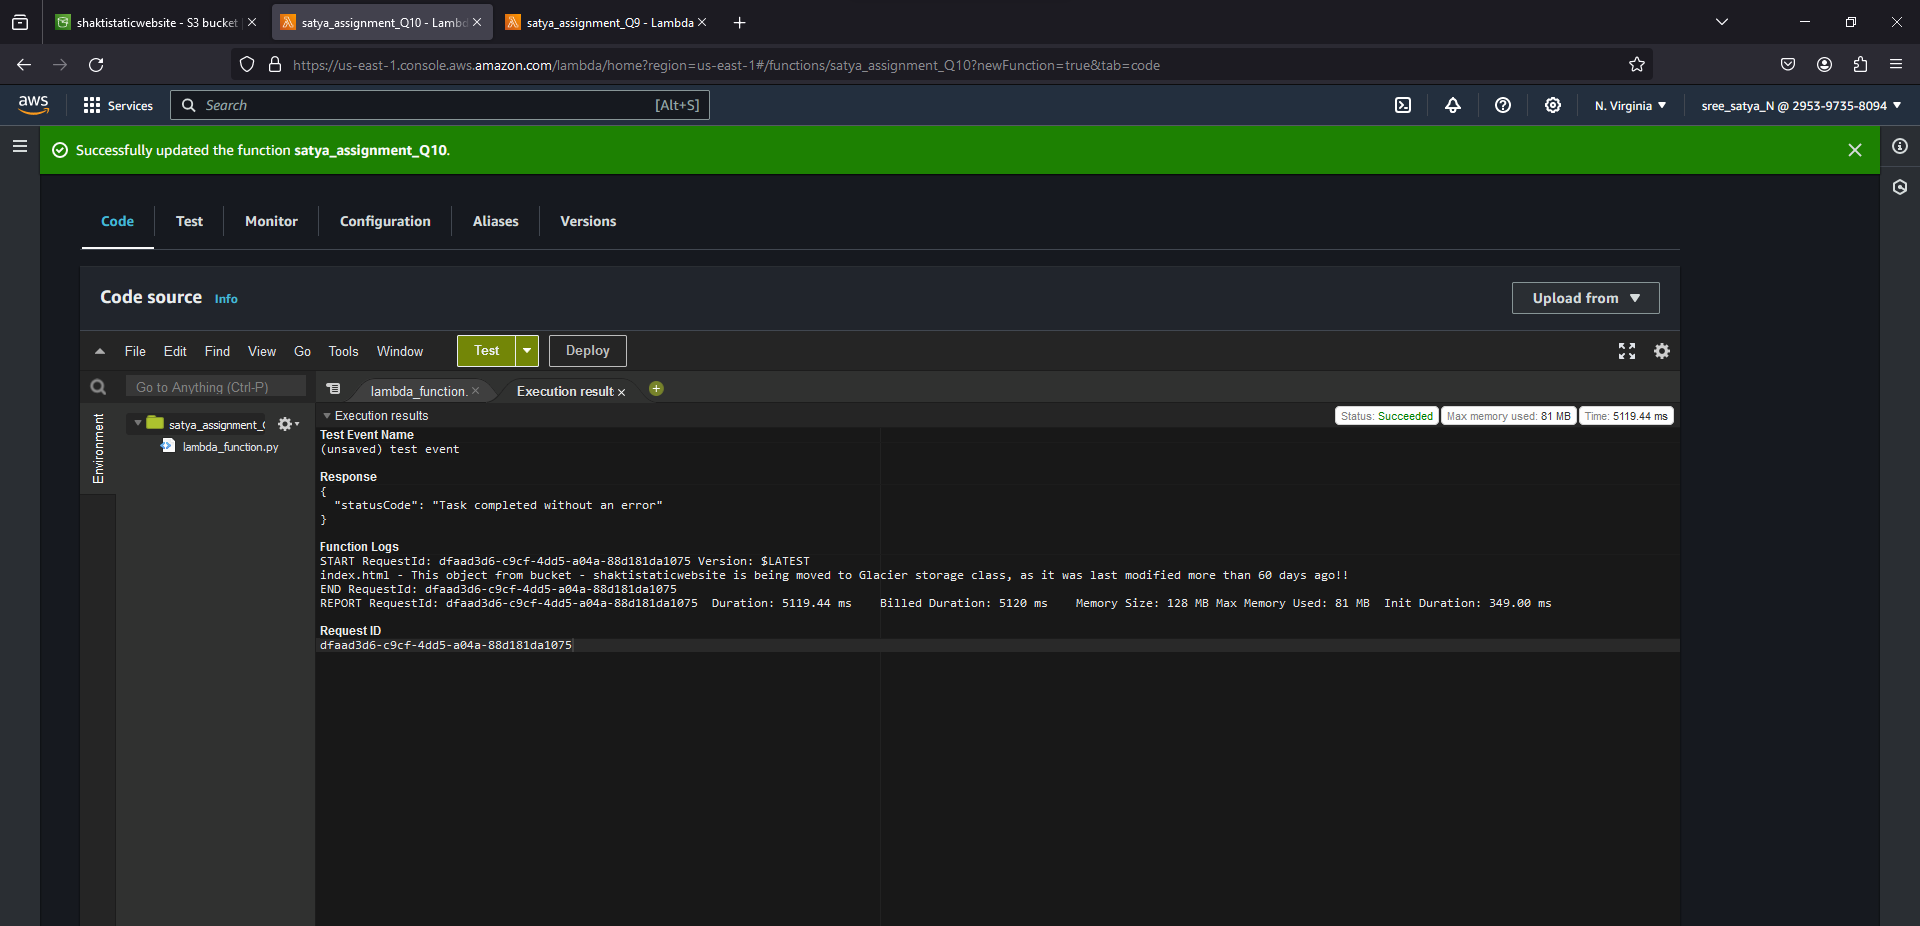 shaktistaticwebsite - S3 bucket
satya_assignment_Q10 - Lambd
satya_assignment_Q9 - Lambda
https://us-east-1.console.aws.amazon.com/lambda/home?region=us-east-1#/functions/satya_assignment_Q10?newFunction=true&tab=code
aws Services Search [Alt+S] N. Virginia sree_satya_N @ 2953-9735-8094
Successfully updated the function satya_assignment_Q10.
Code Test Monitor Configuration Aliases Versions
Code source Info Upload from
File Edit Find View Go Tools Window Test Deploy
Go to Anything (Ctrl-P) lambda_function. Execution result
Execution results Status: Succeeded Max memory used: 81 MB Time: 5119.44 ms
Environment
satya_assignment_
lambda_function.py
Test Event Name
(unsaved) test event
Response
{
"statusCode": "Task completed without an error"
}
Function Logs
START RequestId: dfaad3d6-c9cf-4dd5-a04a-88d181da1075 Version: $LATEST
index.html - This object from bucket - shaktistaticwebsite is being moved to Glacier storage class, as it was last modified more than 60 days ago!!
END RequestId: dfaad3d6-c9cf-4dd5-a04a-88d181da1075
REPORT RequestId: dfaad3d6-c9cf-4dd5-a04a-88d181da1075 Duration: 5119.44 ms Billed Duration: 5120 ms Memory Size: 128 MB Max Memory Used: 81 MB Init Duration: 349.00 ms
Request ID
dfaad3d6-c9cf-4dd5-a04a-88d181da1075